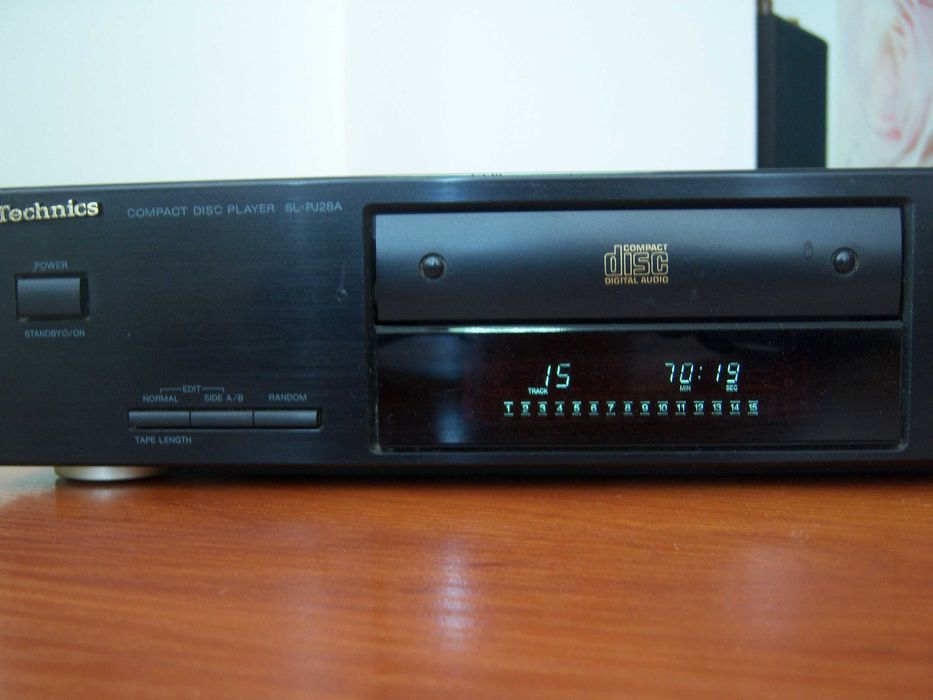 Technics
COMPACT DISC PLAYER SL-PJ28A
POWER
STANDBY⏻/ON
EDIT
NORMAL SIDE A/B RANDOM
TAPE LENGTH
COMPACT
disc
DIGITAL AUDIO
TRACK 15 70:19
MIN SEC
1 2 3 4 5 6 7 8 9 10 11 12 13 14 15